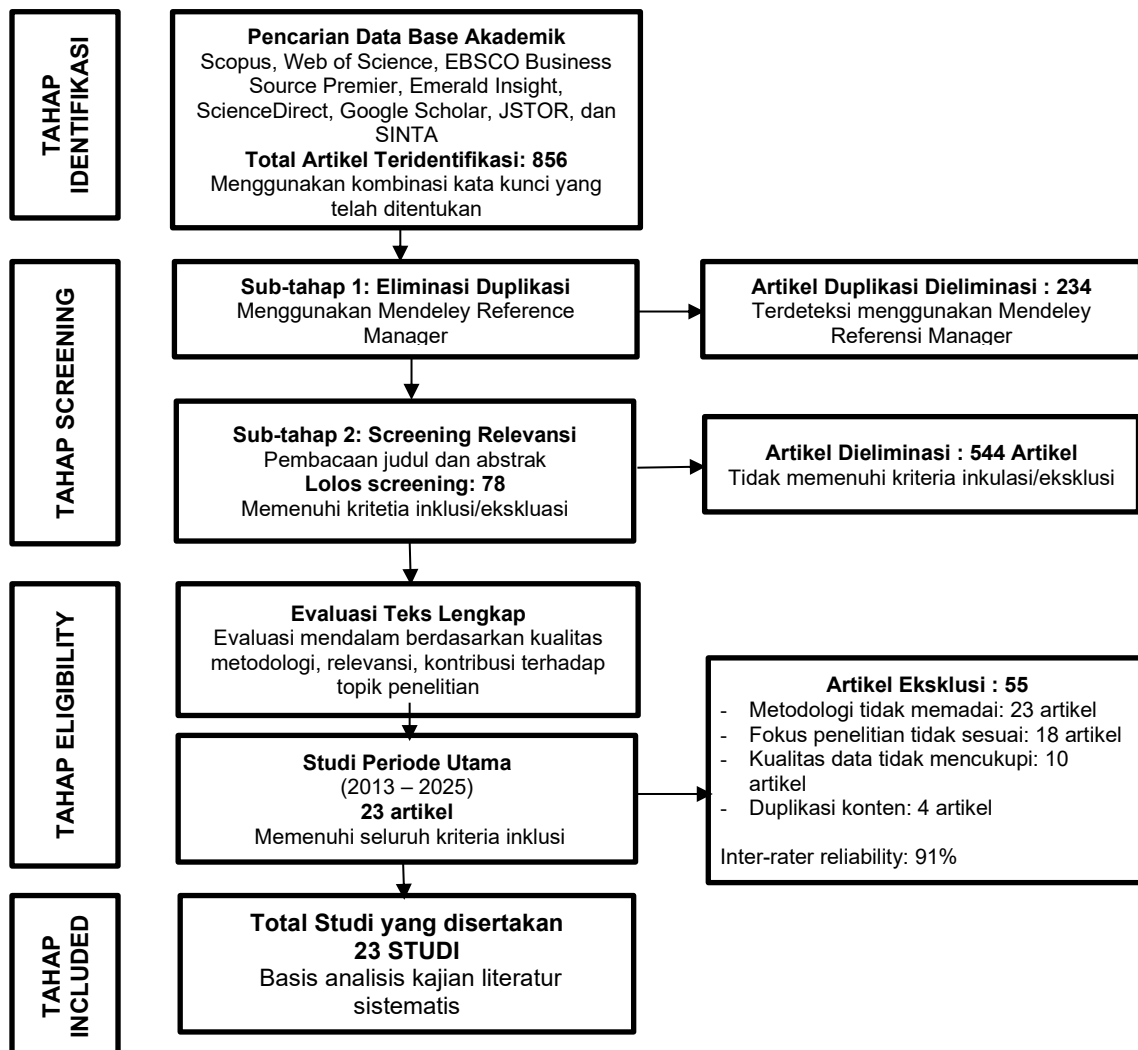 TAHAP
IDENTIFIKASI
Pencarian Data Base Akademik
Scopus, Web of Science, EBSCO Business
Source Premier, Emerald Insight,
ScienceDirect, Google Scholar, JSTOR, dan
SINTA
Total Artikel Teridentifikasi: 856
Menggunakan kombinasi kata kunci yang
telah ditentukan
TAHAP SCREENING
Sub-tahap 1: Eliminasi Duplikasi
Menggunakan Mendeley Reference
Manager
Artikel Duplikasi Dieliminasi : 234
Terdeteksi menggunakan Mendeley
Referensi Manager
Sub-tahap 2: Screening Relevansi
Pembacaan judul dan abstrak
Lolos screening: 78
Memenuhi kritetia inklusi/ekskluasi
Artikel Dieliminasi : 544 Artikel
Tidak memenuhi kriteria inkulasi/eksklusi
TAHAP ELIGIBILITY
Evaluasi Teks Lengkap
Evaluasi mendalam berdasarkan kualitas
metodologi, relevansi, kontribusi terhadap
topik penelitian
Studi Periode Utama
(2013 – 2025)
23 artikel
Memenuhi seluruh kriteria inklusi
Artikel Eksklusi : 55
- Metodologi tidak memadai: 23 artikel
- Fokus penelitian tidak sesuai: 18 artikel
- Kualitas data tidak mencukupi: 10
artikel
- Duplikasi konten: 4 artikel
Inter-rater reliability: 91%
TAHAP
INCLUDED
Total Studi yang disertakan
23 STUDI
Basis analisis kajian literatur
sistematis